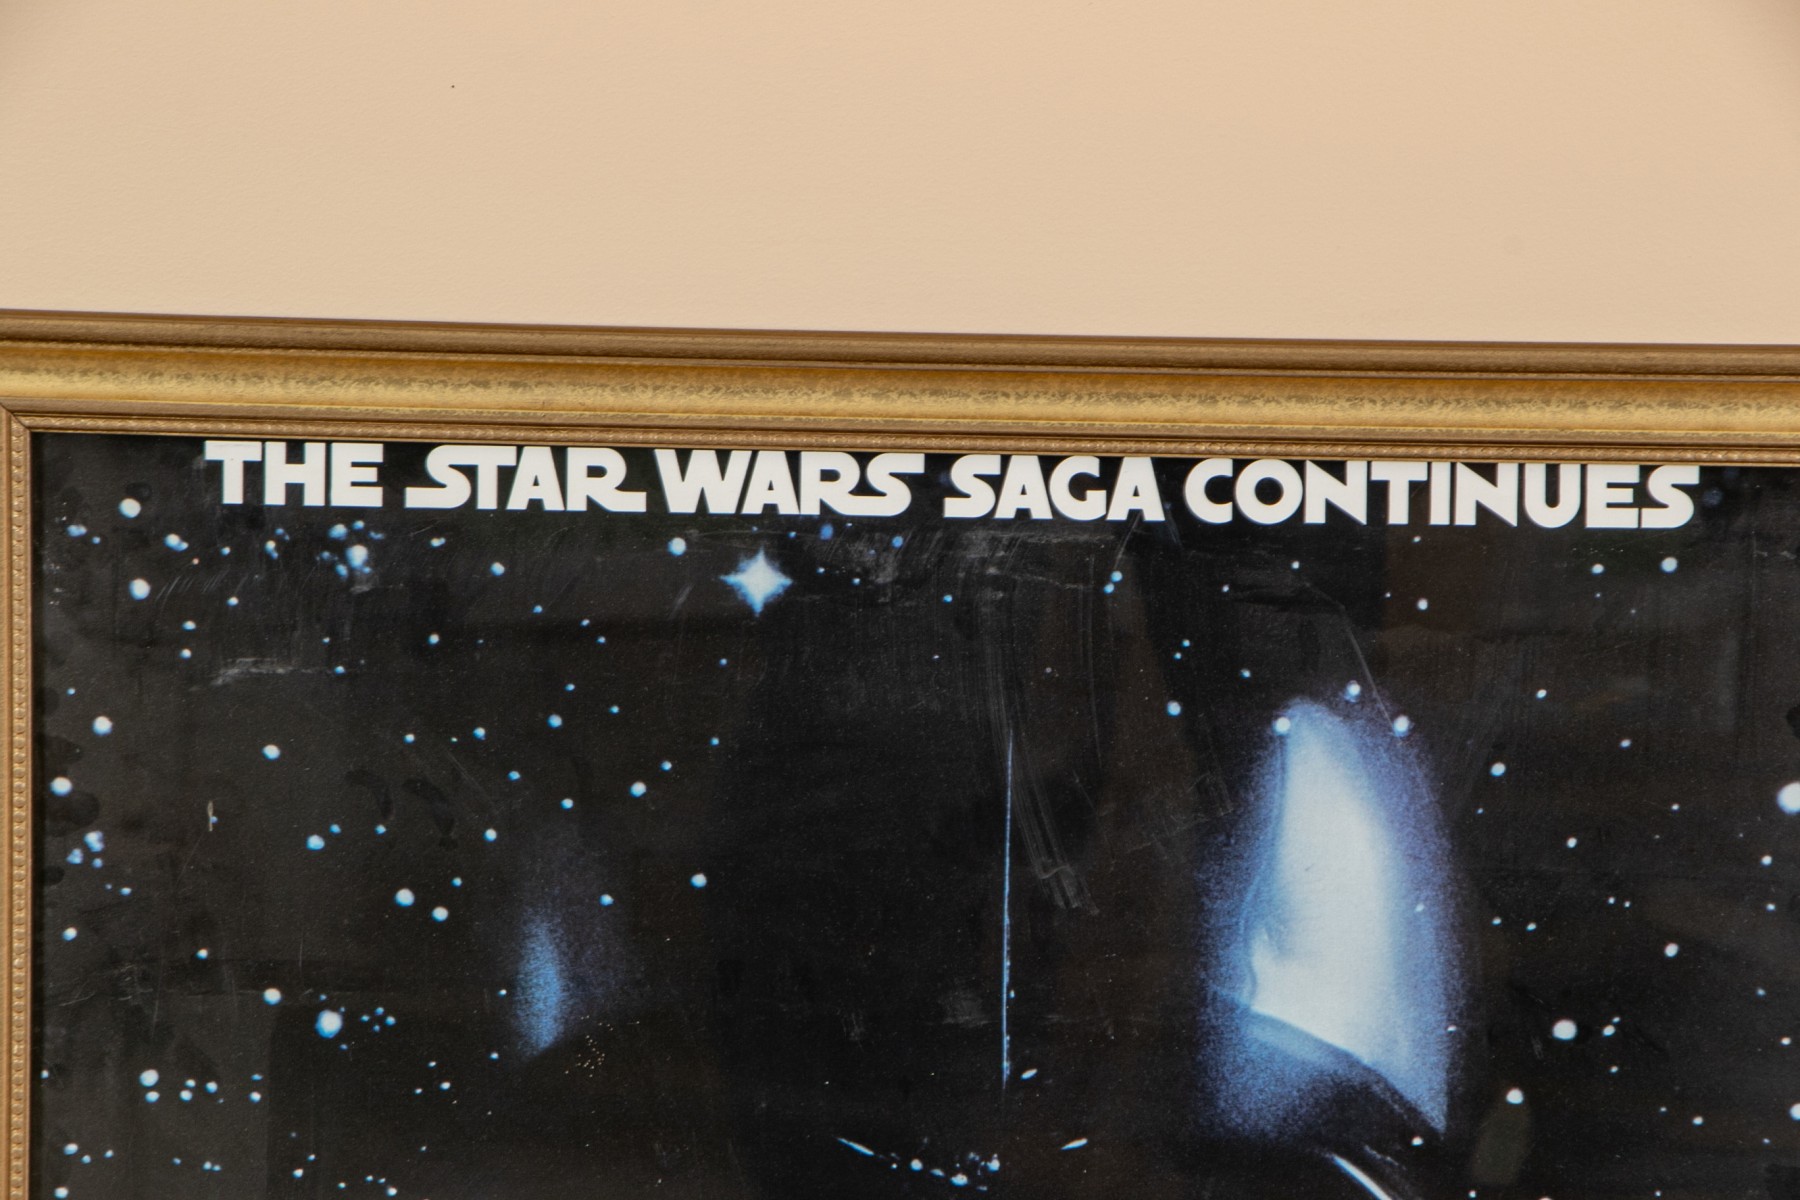 THE STAR WARS SAGA CONTINUES